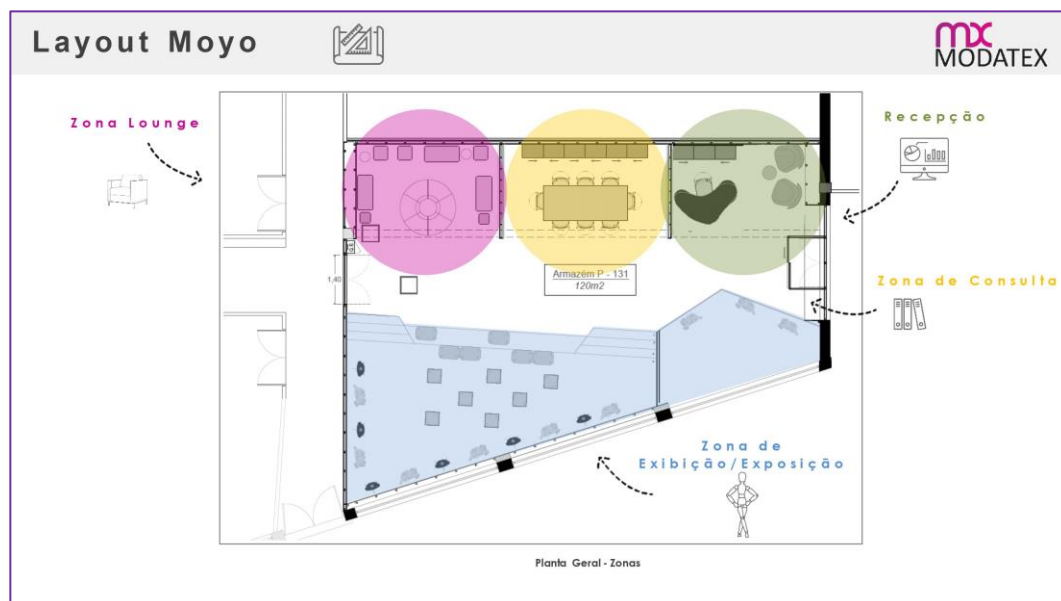 Layout Moyo
mx
MODATEX
Zona Lounge
Recepção
Zona de Consulta
1,40
Armazém P - 131
120m2
Zona de
Exibição/Exposição
Planta Geral - Zonas